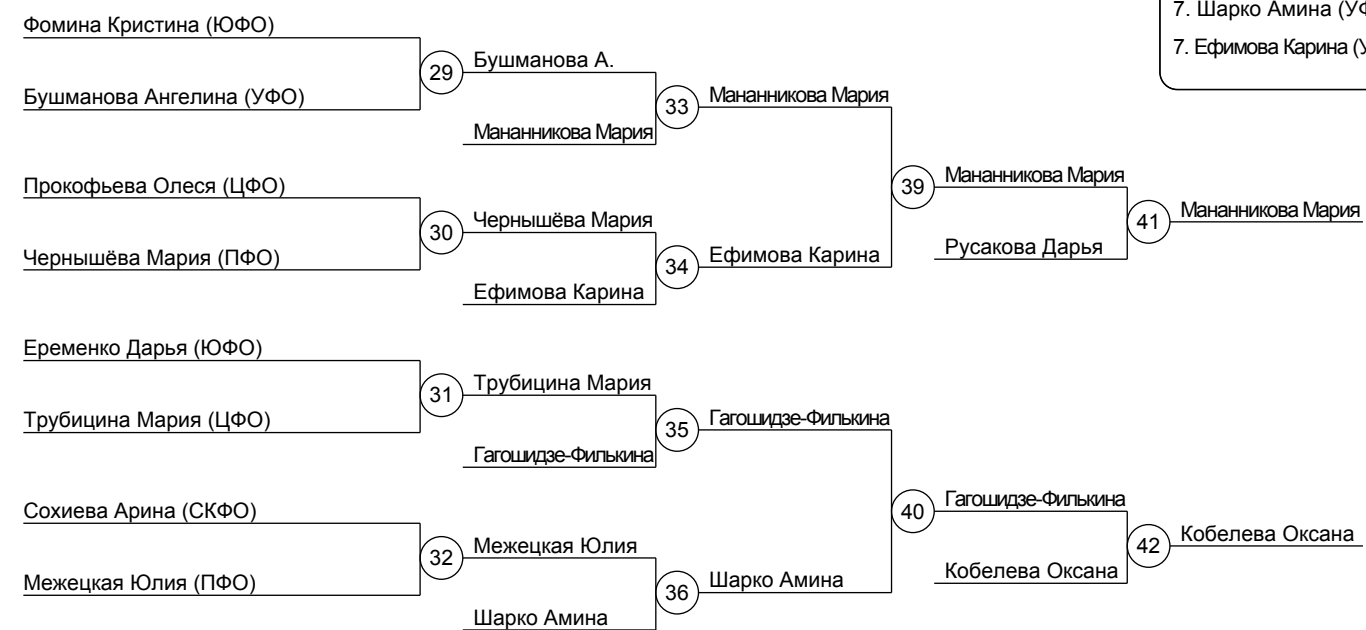 7. Шарко Амина
7. Ефимова Карина
Фомина Кристина (ЮФО)
Бушманова Ангелина (УФО)
29
Бушманова А.
Мананникова Мария
33
Мананникова Мария
Прокофьева Олеся (ЦФО)
Чернышёва Мария (ПФО)
30
Чернышёва Мария
Ефимова Карина
34
Ефимова Карина
39
Мананникова Мария
Русакова Дарья
41
Мананникова Мария
Еременко Дарья (ЮФО)
Трубицина Мария (ЦФО)
31
Трубицина Мария
Гагошидзе-Филькина
35
Гагошидзе-Филькина
Сохиева Арина (СКФО)
Межецкая Юлия (ПФО)
32
Межецкая Юлия
Шарко Амина
36
Шарко Амина
40
Гагошидзе-Филькина
Кобелева Оксана
42
Кобелева Оксана